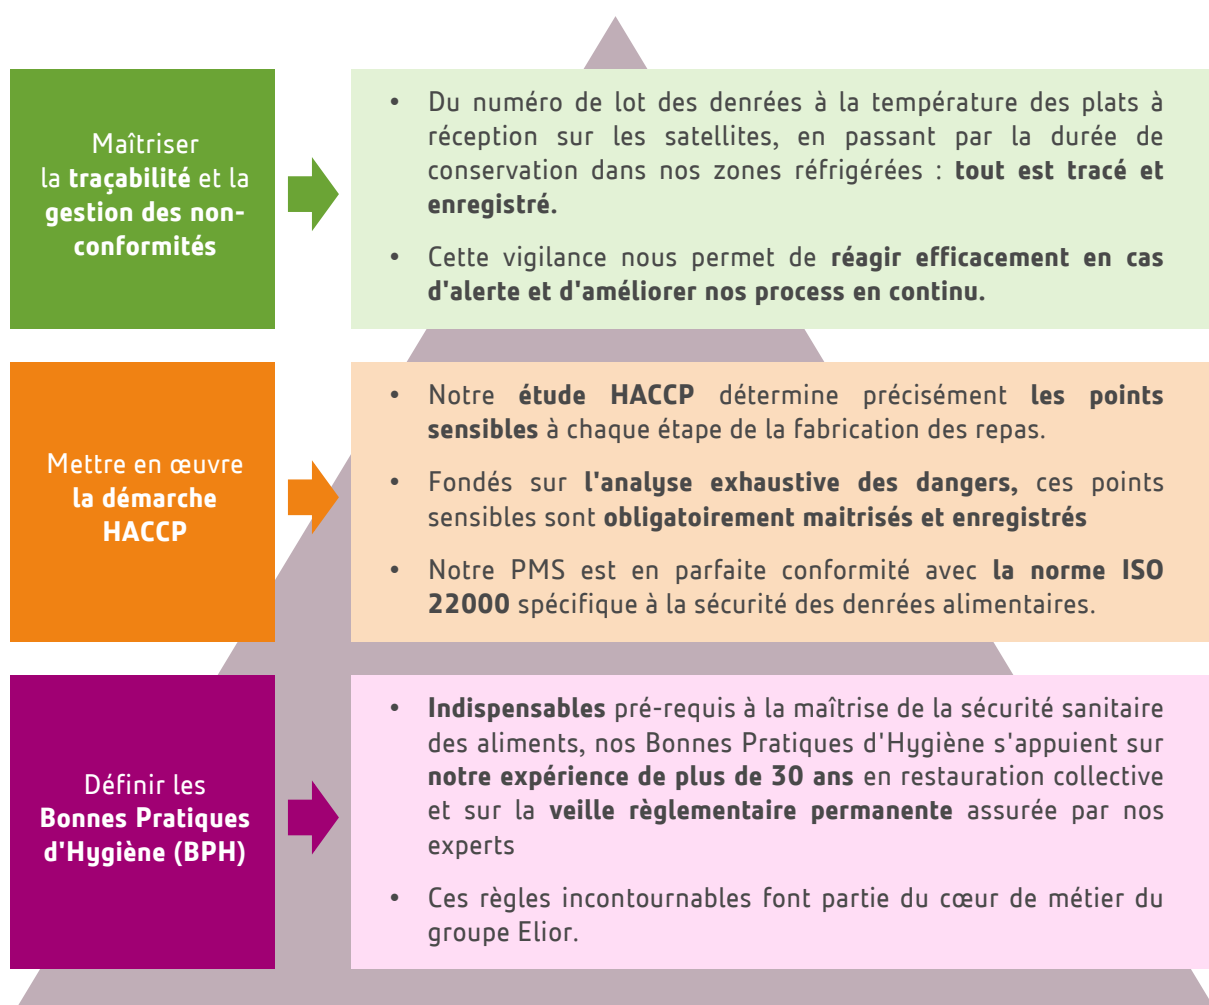 Maîtriser
la traçabilité et la
gestion des non-
conformités
• Du numéro de lot des denrées à la température des plats à
réception sur les satellites, en passant par la durée de
conservation dans nos zones réfrigérées : tout est tracé et
enregistré.
• Cette vigilance nous permet de réagir efficacement en cas
d'alerte et d'améliorer nos process en continu.
Mettre en œuvre
la démarche
HACCP
• Notre étude HACCP détermine précisément les points
sensibles à chaque étape de la fabrication des repas.
• Fondés sur l'analyse exhaustive des dangers, ces points
sensibles sont obligatoirement maitrisés et enregistrés
• Notre PMS est en parfaite conformité avec la norme ISO
22000 spécifique à la sécurité des denrées alimentaires.
Définir les
Bonnes Pratiques
d'Hygiène (BPH)
• Indispensables pré-requis à la maîtrise de la sécurité sanitaire
des aliments, nos Bonnes Pratiques d'Hygiène s'appuient sur
notre expérience de plus de 30 ans en restauration collective
et sur la veille règlementaire permanente assurée par nos
experts
• Ces règles incontournables font partie du cœur de métier du
groupe Elior.